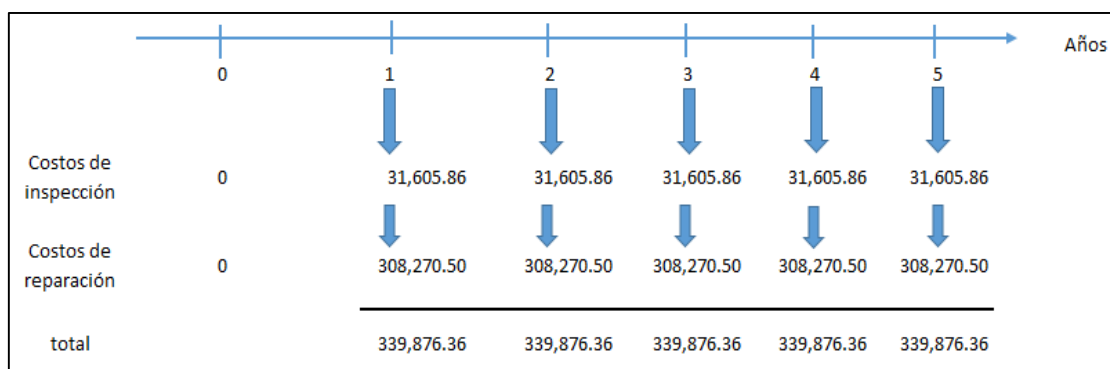 Años
0 1 2 3 4 5
Costos de
inspección
0 31,605.86 31,605.86 31,605.86 31,605.86 31,605.86
Costos de
reparación
0 308,270.50 308,270.50 308,270.50 308,270.50 308,270.50
total 339,876.36 339,876.36 339,876.36 339,876.36 339,876.36